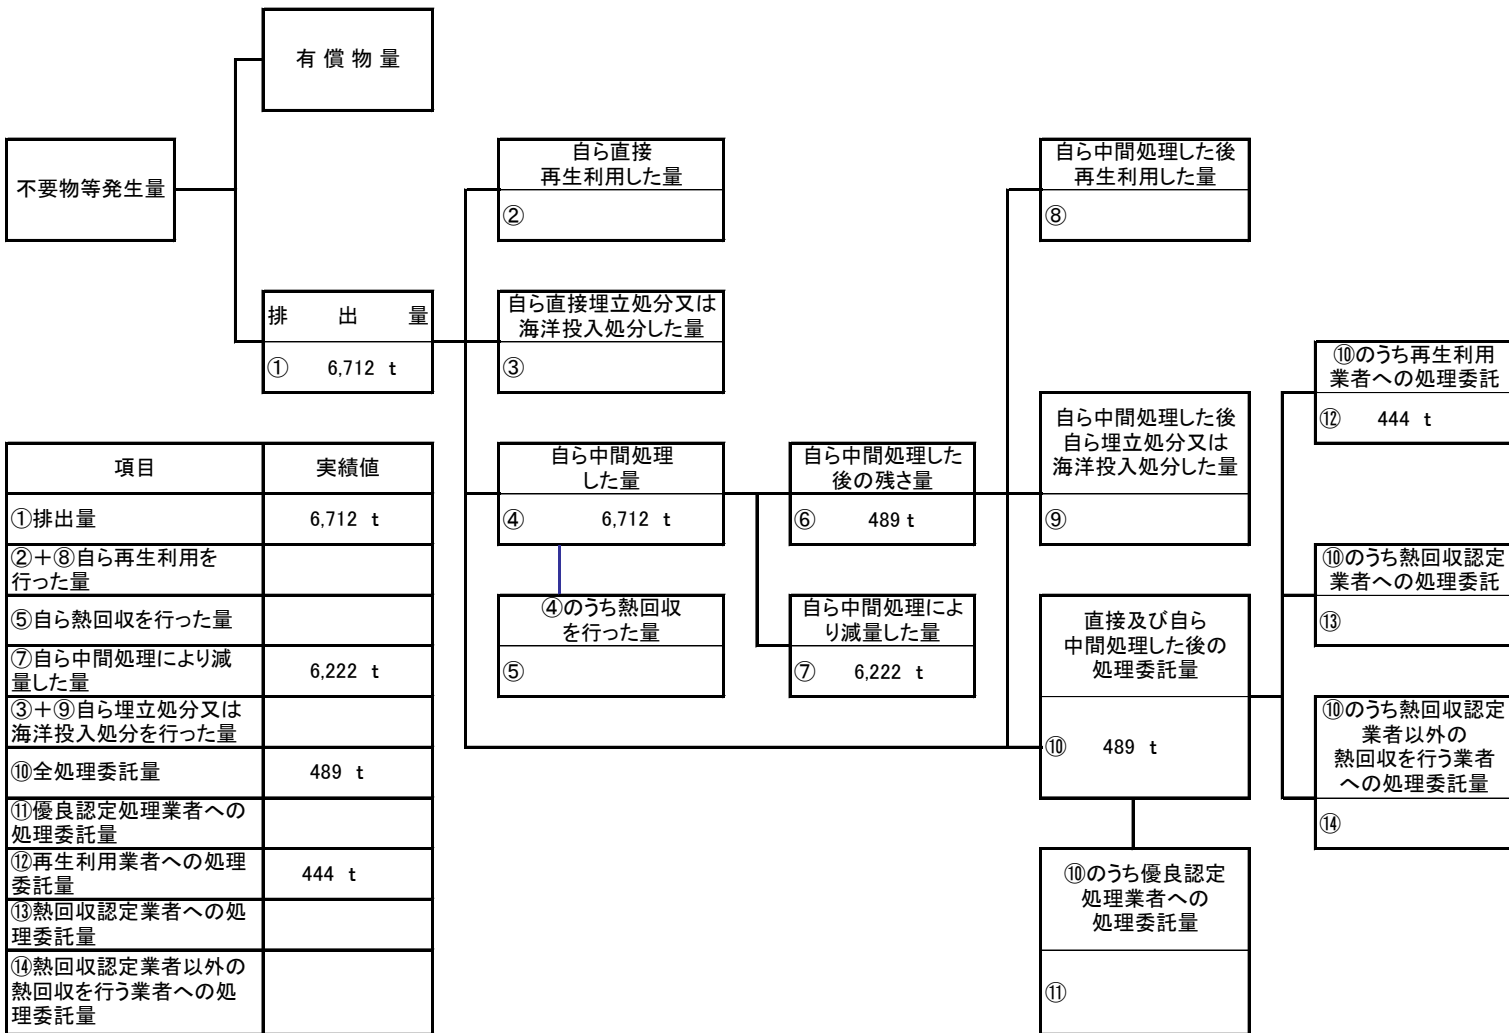 有 償 物 量
不要物等発生量
排 出 量
① 6,712 t
自ら直接
再生利用した量
②
自ら直接埋立処分又は
海洋投入処分した量
③
自ら中間処理
した量
④ 6,712 t
④のうち熱回収
を行った量
⑤
自ら中間処理した
後の残さ量
⑥ 489 t
自ら中間処理によ
り減量した量
⑦ 6,222 t
自ら中間処理した後
再生利用した量
⑧
自ら中間処理した後
自ら埋立処分又は
海洋投入処分した量
⑨
直接及び自ら
中間処理した後の
処理委託量
⑩ 489 t
⑩のうち優良認定
処理業者への
処理委託量
⑪
⑩のうち再生利用
業者への処理委託
⑫ 444 t
⑩のうち熱回収認定
業者への処理委託
⑬
⑩のうち熱回収認定
業者以外の
熱回収を行う業者
への処理委託量
⑭
項目 実績値
①排出量 6,712 t
②＋⑧自ら再生利用を
行った量
⑤自ら熱回収を行った量
⑦自ら中間処理により減
量した量 6,222 t
③＋⑨自ら埋立処分又は
海洋投入処分を行った量
⑩全処理委託量 489 t
⑪優良認定処理業者への
処理委託量
⑫再生利用業者への処理
委託量 444 t
⑬熱回収認定業者への処
理委託量
⑭熱回収認定業者以外の
熱回収を行う業者への処
理委託量